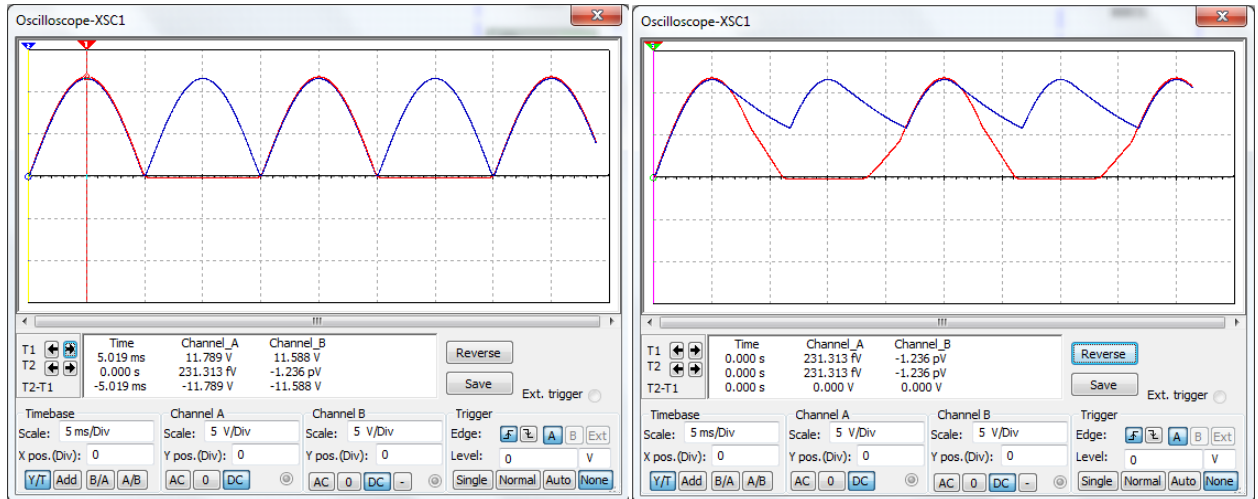 Oscilloscope-XSC1
Time Channel_A Channel_B
T1 5.019 ms 11.789 V 11.588 V
T2 0.000 s 231.313 fV -1.236 pV
T2-T1 -5.019 ms -11.789 V -11.588 V
Reverse
Save
Ext. trigger
Timebase Channel A Channel B Trigger
Scale: 5 ms/Div Scale: 5 V/Div Scale: 5 V/Div Edge: A B Ext
X pos.(Div): 0 Y pos.(Div): 0 Y pos.(Div): 0 Level: 0 V
Y/T Add B/A A/B AC 0 DC AC 0 DC - Single Normal Auto None
Oscilloscope-XSC1
Time Channel_A Channel_B
T1 0.000 s 231.313 fV -1.236 pV
T2 0.000 s 231.313 fV -1.236 pV
T2-T1 0.000 s 0.000 V 0.000 V
Reverse
Save
Ext. trigger
Timebase Channel A Channel B Trigger
Scale: 5 ms/Div Scale: 5 V/Div Scale: 5 V/Div Edge: A B Ext
X pos.(Div): 0 Y pos.(Div): 0 Y pos.(Div): 0 Level: 0 V
Y/T Add B/A A/B AC 0 DC AC 0 DC - Single Normal Auto None